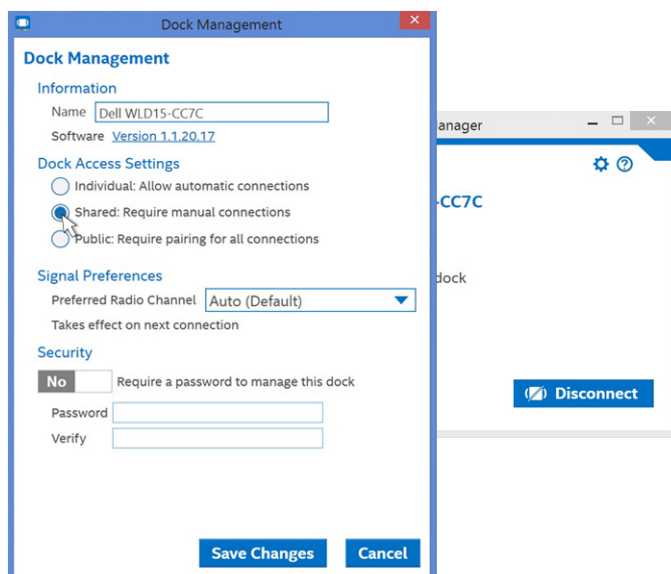 Dock Management
Dock Management
Information
Name Dell WLD15-CC7C
Software Version 1.1.20.17
Dock Access Settings
Individual: Allow automatic connections
Shared: Require manual connections
Public: Require pairing for all connections
Signal Preferences
Preferred Radio Channel Auto (Default)
Takes effect on next connection
Security
No Require a password to manage this dock
Password
Verify
Save Changes Cancel
anager
-CC7C
dock
Disconnect